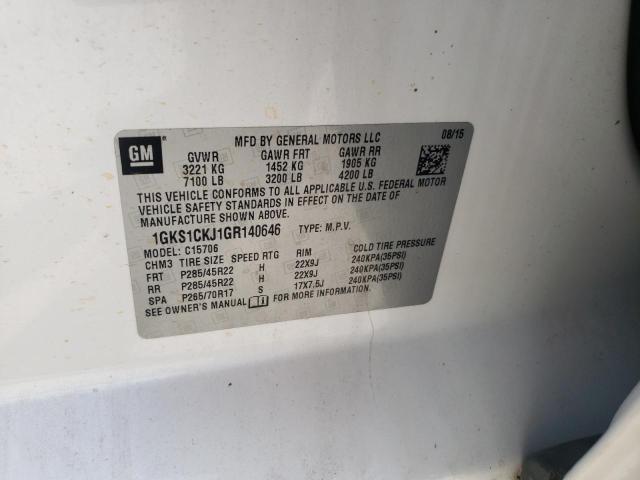 GM
MFD BY GENERAL MOTORS LLC 08/15
GVWR GAWR FRT GAWR RR
3221 KG 1452 KG 1905 KG
7100 LB 3200 LB 4200 LB
THIS VEHICLE CONFORMS TO ALL APPLICABLE U.S. FEDERAL MOTOR
VEHICLE SAFETY STANDARDS IN EFFECT ON THE DATE OF
MANUFACTURE SHOWN ABOVE.
1GKS1CKJ1GR140646 TYPE: M.P.V.
MODEL: C15706
CHM3 TIRE SIZE SPEED RTG RIM COLD TIRE PRESSURE
FRT P285/45R22 H 22X9J 240KPA(35PSI)
RR P285/45R22 H 22X9J 240KPA(35PSI)
SPA P265/70R17 S 17X7.5J 240KPA(35PSI)
SEE OWNER'S MANUAL FOR MORE INFORMATION.